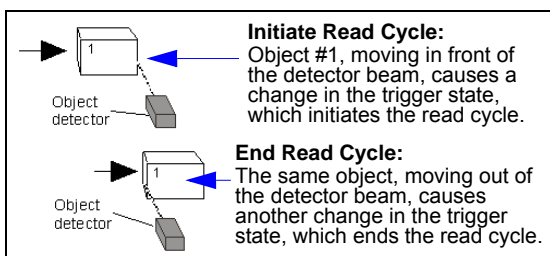 1
Object
detector
Initiate Read Cycle:
Object #1, moving in front of
the detector beam, causes a
change in the trigger state,
which initiates the read cycle.
1
Object
detector
End Read Cycle:
The same object, moving out of
the detector beam, causes
another change in the trigger
state, which ends the read cycle.